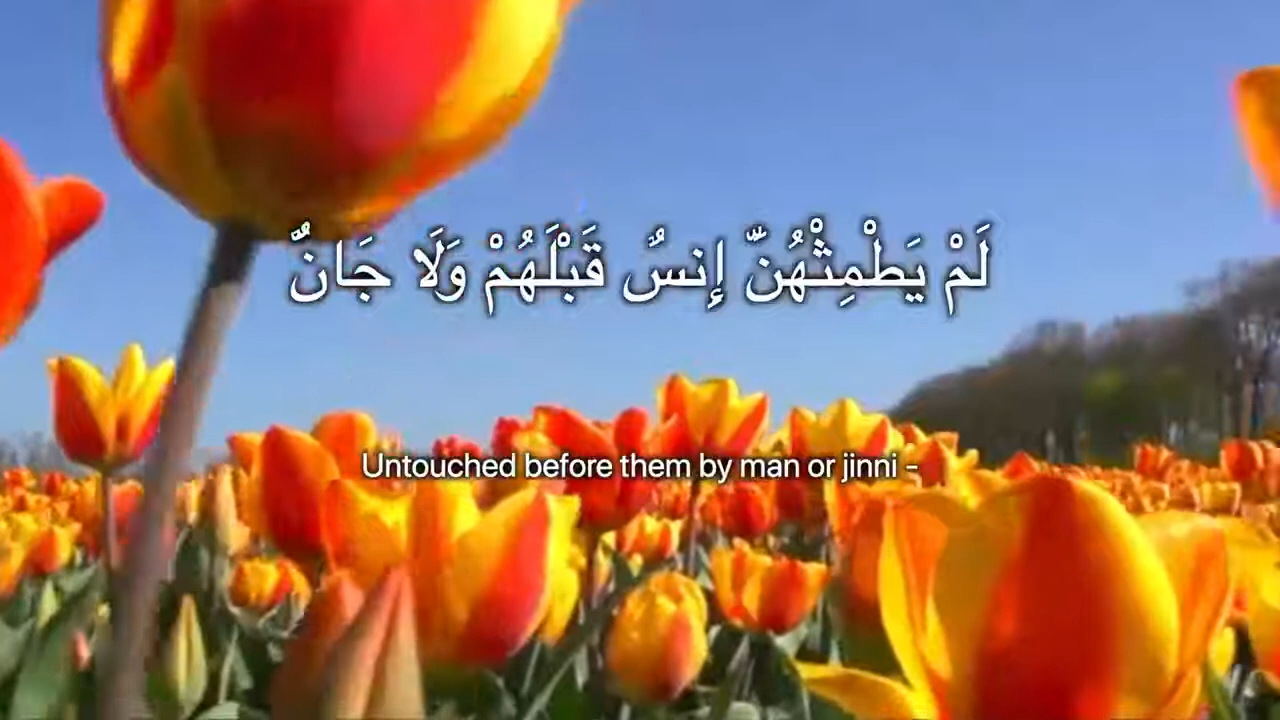 لَمْ يَطْمِثْهُنَّ إِنسٌ قَبْلَهُمْ وَلَا جَانٌّ
Untouched before them by man or jinni -